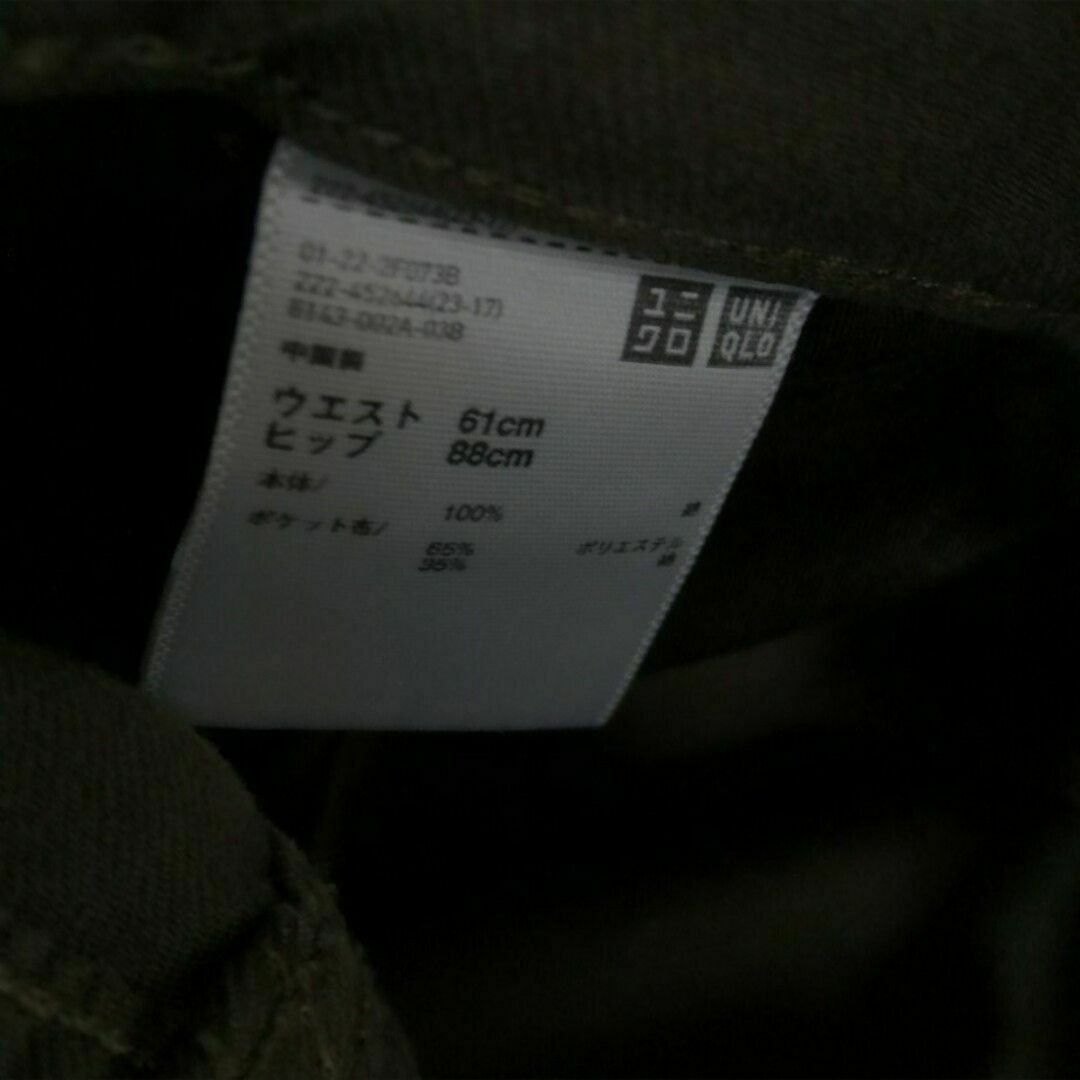 01-22-2F073B
222-452644(23-17)
6143-002A-03B
ユニ
クロ
UNI
QLO
中国製
ウエスト 61cm
ヒップ 88cm
本体/
100% 綿
ポケット布/
65% ポリエステル
35% 綿